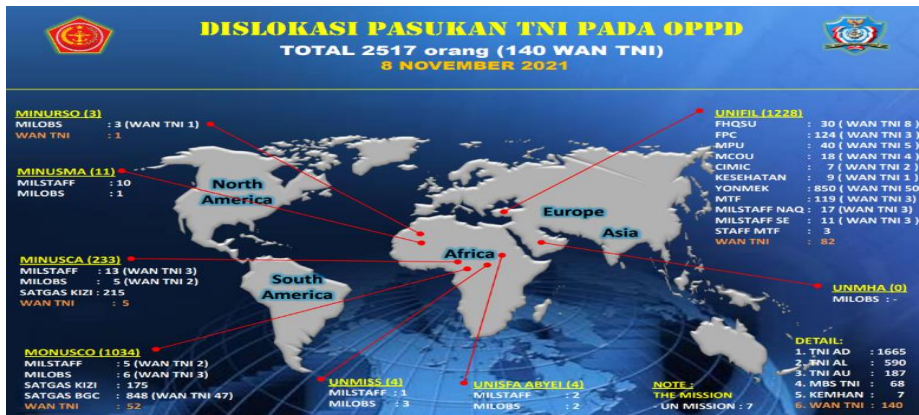 DISLOKASI PASUKAN TNI PADA OPPD
TOTAL 2517 orang (140 WAN TNI)
8 NOVEMBER 2021
MINURSO (3)
MILOBS : 3 (WAN TNI 1)
WAN TNI : 1
MINUSMA (11)
MILSTAFF : 10
MILOBS : 1
MINUSCA (233)
MILSTAFF : 13 (WAN TNI 3)
MILOBS : 5 (WAN TNI 2)
SATGAS KIZI : 215
WAN TNI : 5
MONUSCO (1034)
MILSTAFF : 5 (WAN TNI 2)
MILOBS : 6 (WAN TNI 3)
SATGAS KIZI : 175
SATGAS BGC : 848 (WAN TNI 47)
WAN TNI : 52
North
America
South
America
Africa
Europe
Asia
UNMISS (4)
MILSTAFF : 1
MILOBS : 3
UNISFA ABYEI (4)
MILSTAFF : 2
MILOBS : 2
UNIFIL (1228)
FHQSU : 30 ( WAN TNI 8 )
FPC : 124 ( WAN TNI 3 )
MPU : 40 ( WAN TNI 5 )
MCOU : 18 ( WAN TNI 4 )
CIMIC : 7 ( WAN TNI 2 )
KESEHATAN : 9 ( WAN TNI 1 )
YONMEK : 850 ( WAN TNI 50
MTF : 119 ( WAN TNI 3)
MILSTAFF NAQ : 17 (WAN TNI 3)
MILSTAFF SE : 11 ( WAN TNI 3 )
STAFF MTF : 3
WAN TNI : 82
UNMHA (0)
MILOBS : -
NOTE :
THE MISSION
- UN MISSION : 7
DETAIL:
1. TNI AD : 1665
2. TNI AL : 590
3. TNI AU : 187
4. MBS TNI : 68
5. KEMHAN : 7
6. WAN TNI : 140